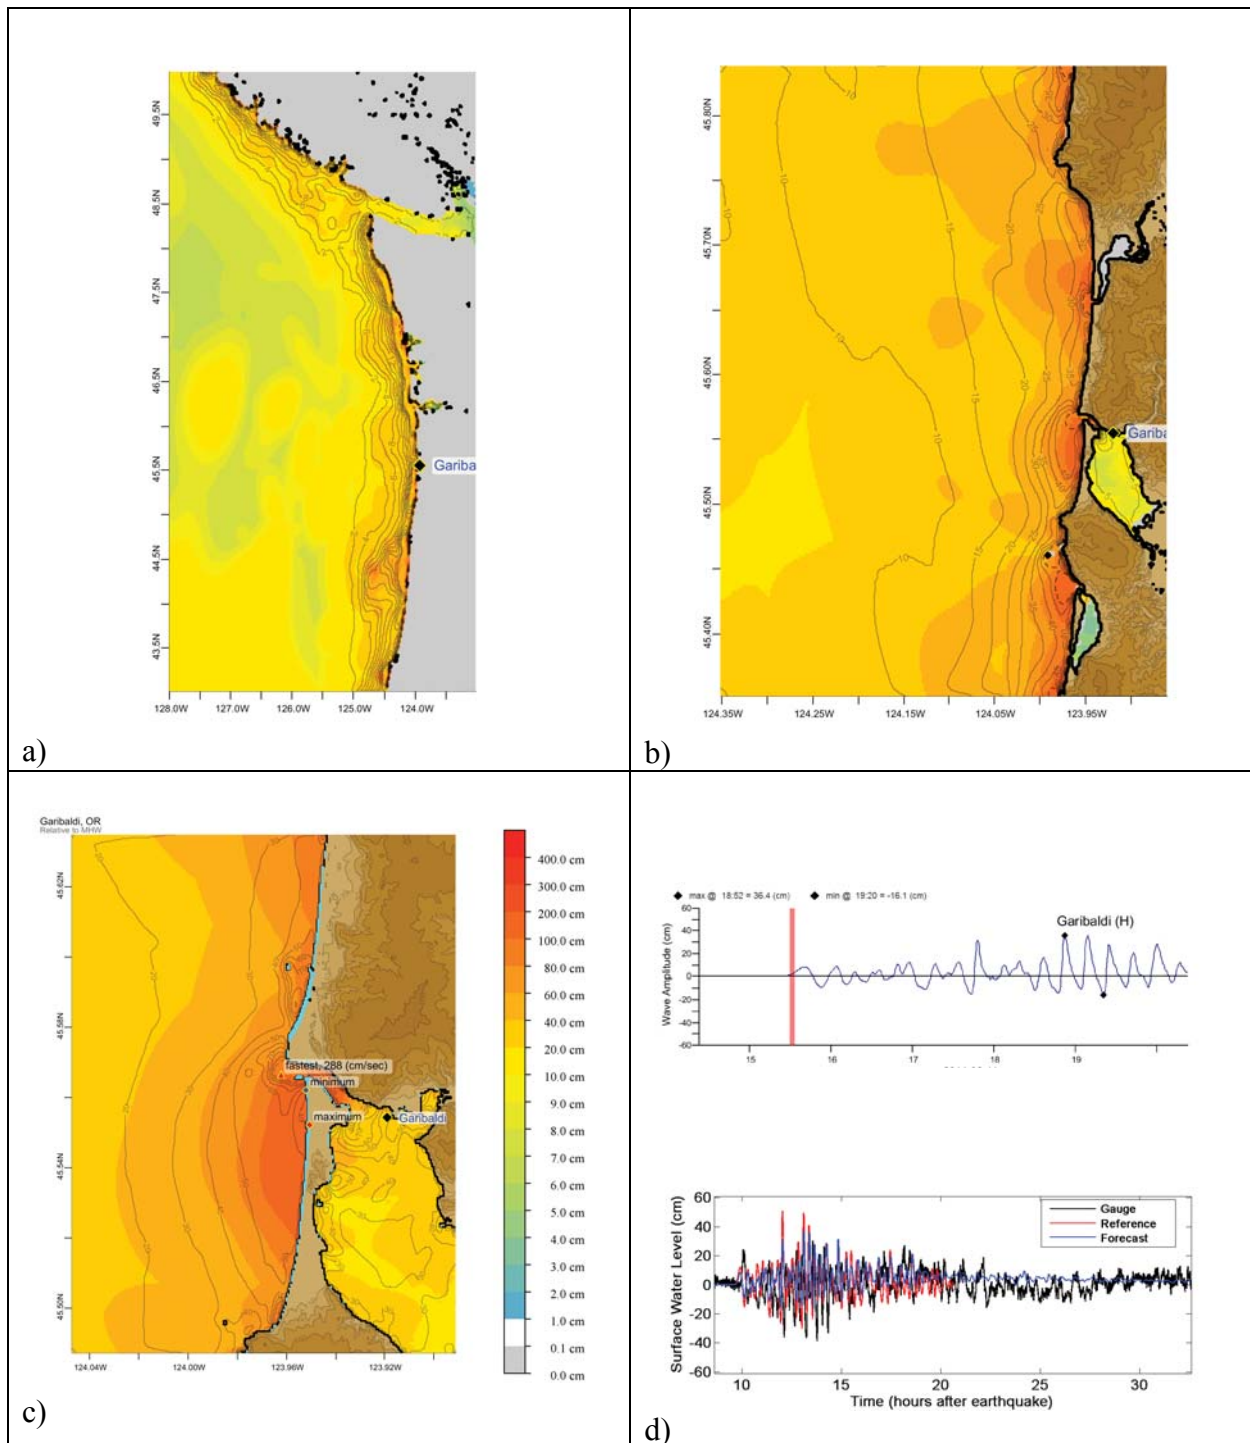 49.5N
48.5N
47.5N
46.5N
45.5N
44.5N
43.5N
Gariba
128.0W 127.0W 126.0W 125.0W 124.0W
a)
45.80N
45.70N
45.60N
45.50N
45.40N
Gariba
124.35W 124.25W 124.15W 124.05W 123.95W
b)
Garibaldi, OR
Relative to MHW
45.62N
45.58N
45.54N
45.50N
fastest, 288 (cm/sec)
minimum
maximum
Garibaldi
124.04W 124.00W 123.96W 123.92W
400.0 cm
300.0 cm
200.0 cm
100.0 cm
80.0 cm
60.0 cm
40.0 cm
20.0 cm
10.0 cm
9.0 cm
8.0 cm
7.0 cm
6.0 cm
5.0 cm
4.0 cm
3.0 cm
2.0 cm
1.0 cm
0.1 cm
0.0 cm
c)
max @ 18:52 = 36.4 (cm) min @ 19:20 = -16.1 (cm)
Garibaldi (H)
Wave Amplitude (cm)
60
40
20
0
-20
-40
-60
15 16 17 18 19
Surface Water Level (cm)
60
40
20
0
-20
-40
-60
Gauge
Reference
Forecast
10 15 20 25 30
Time (hours after earthquake)
d)